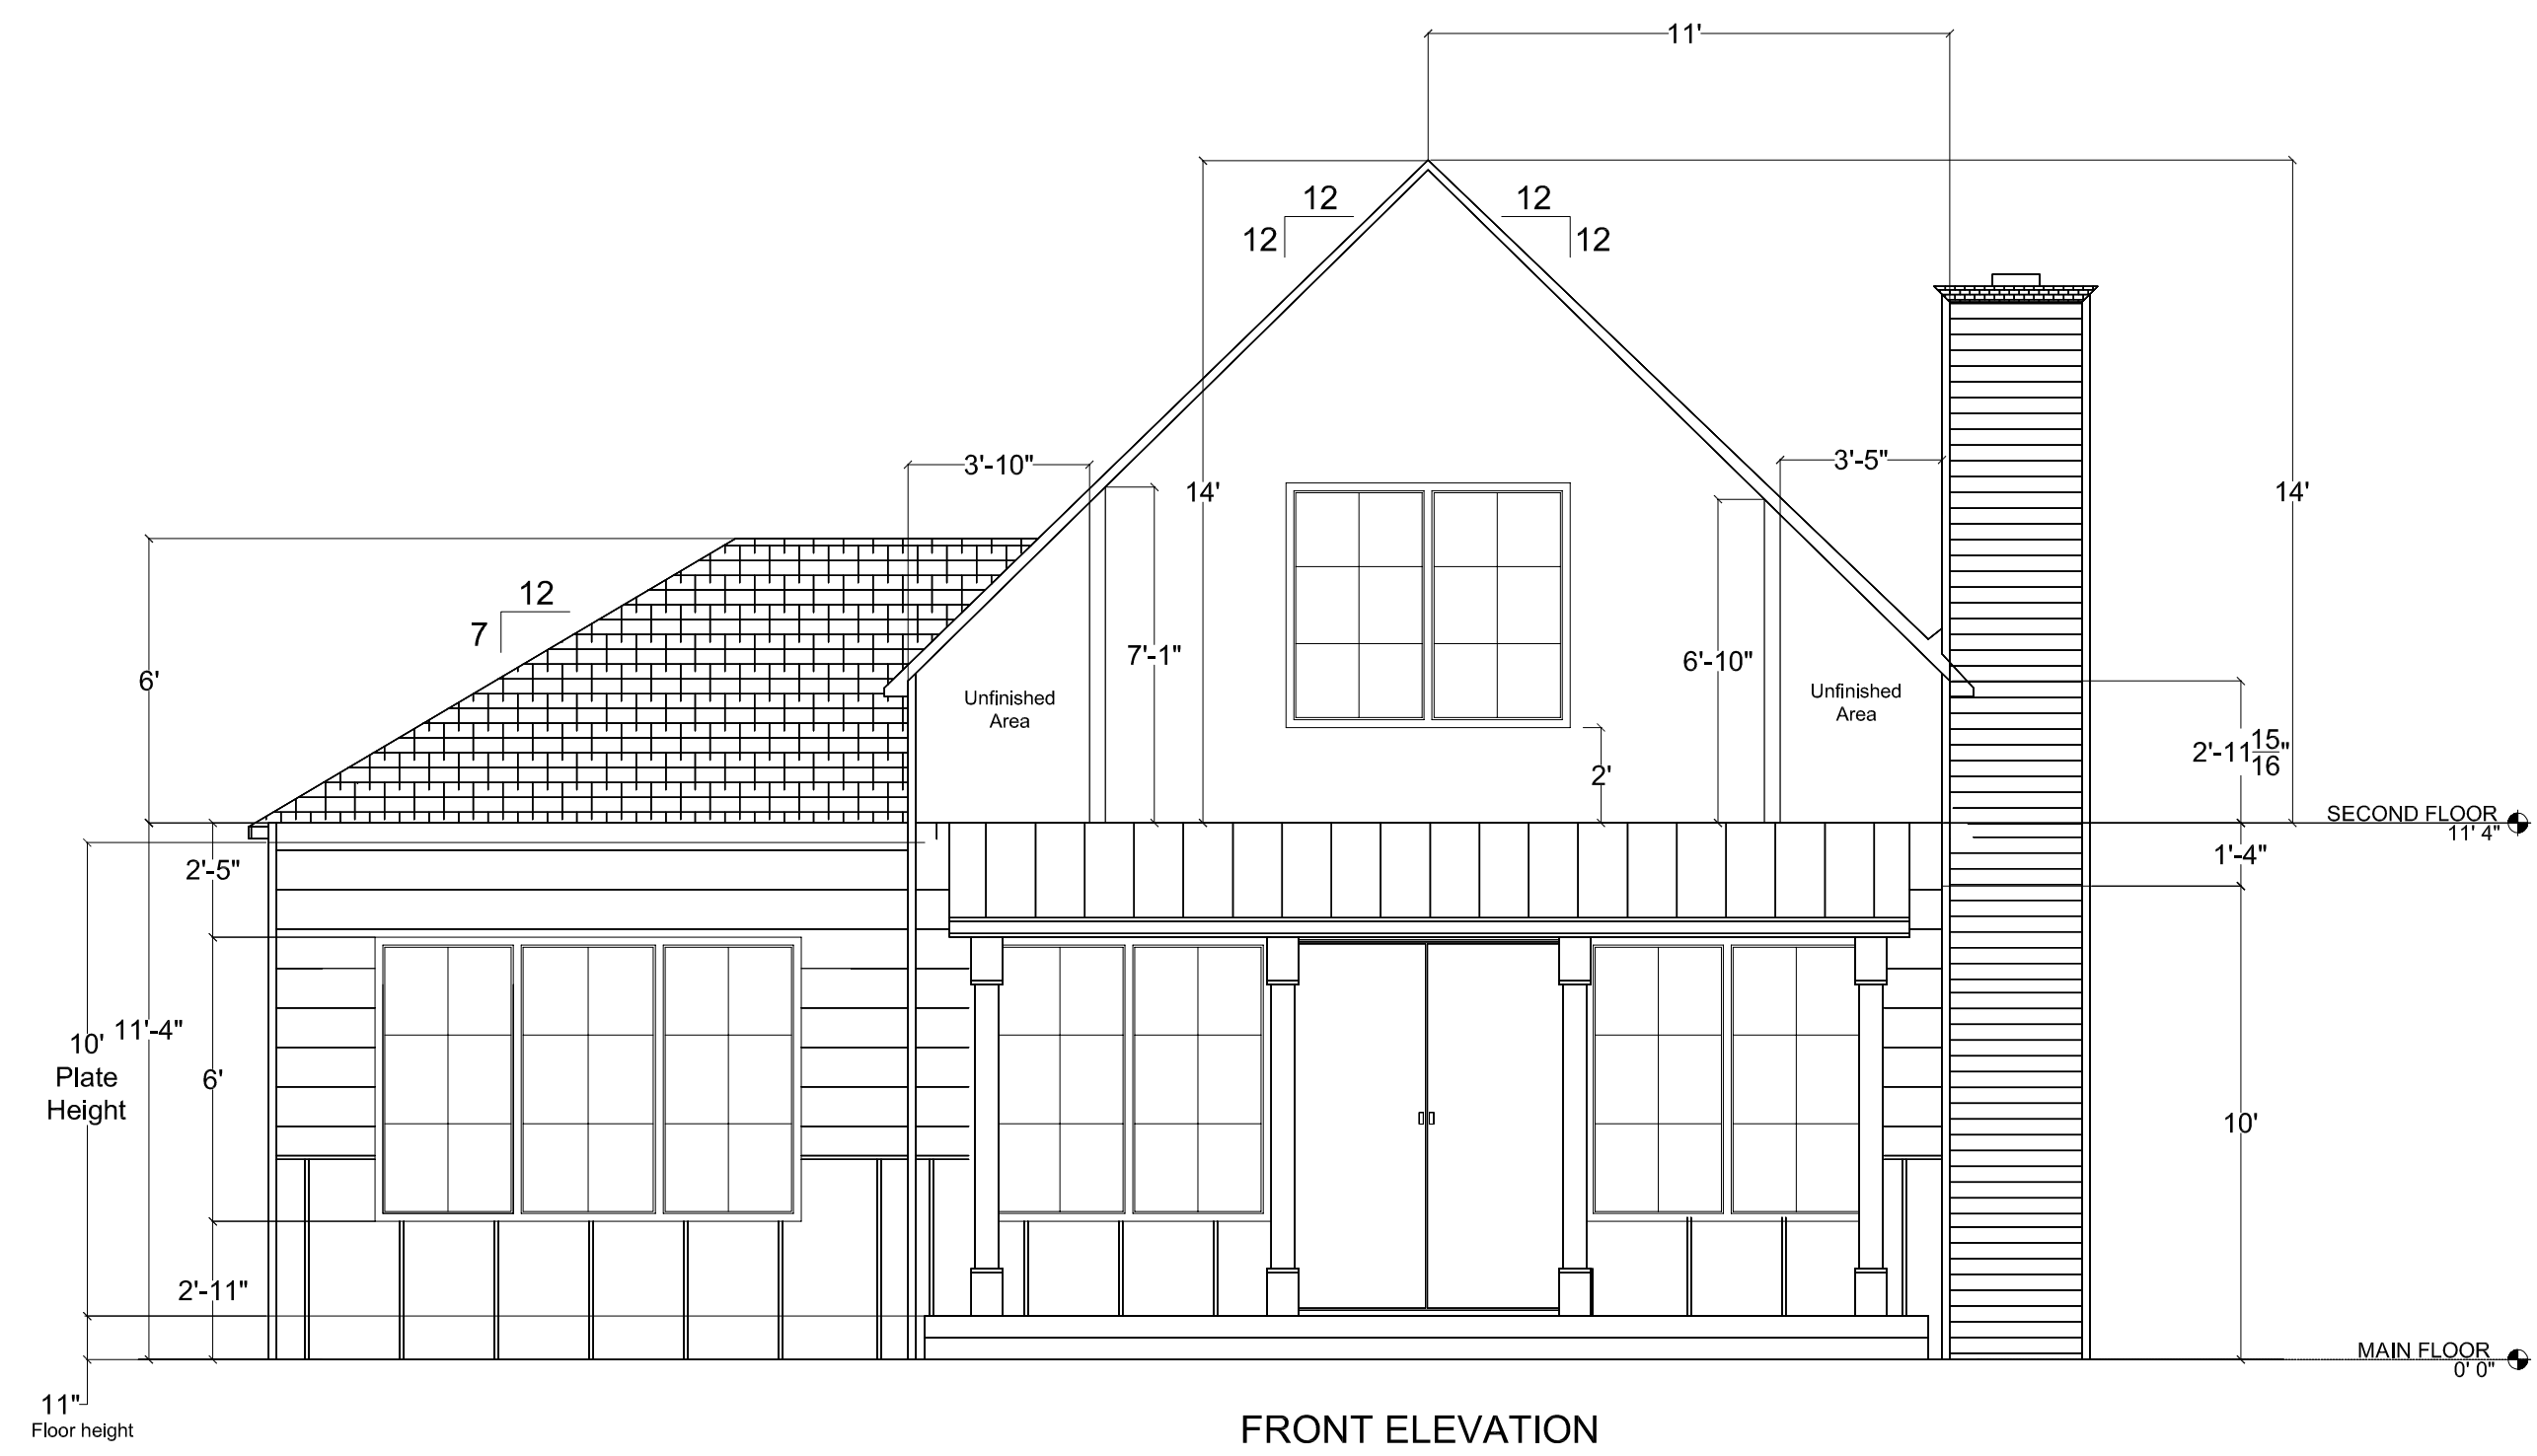 11'
12
12
12
12
3'-10"
3'-5"
14'
14'
12
7
7'-1"
6'-10"
6'
Unfinished
Area
Unfinished
Area
2'-11 15/16"
2'
SECOND FLOOR
11' 4"
1'-4"
2'-5"
11'-4"
10'
Plate
Height
6'
10'
2'-11"
MAIN FLOOR
0' 0"
11"
Floor height
FRONT ELEVATION